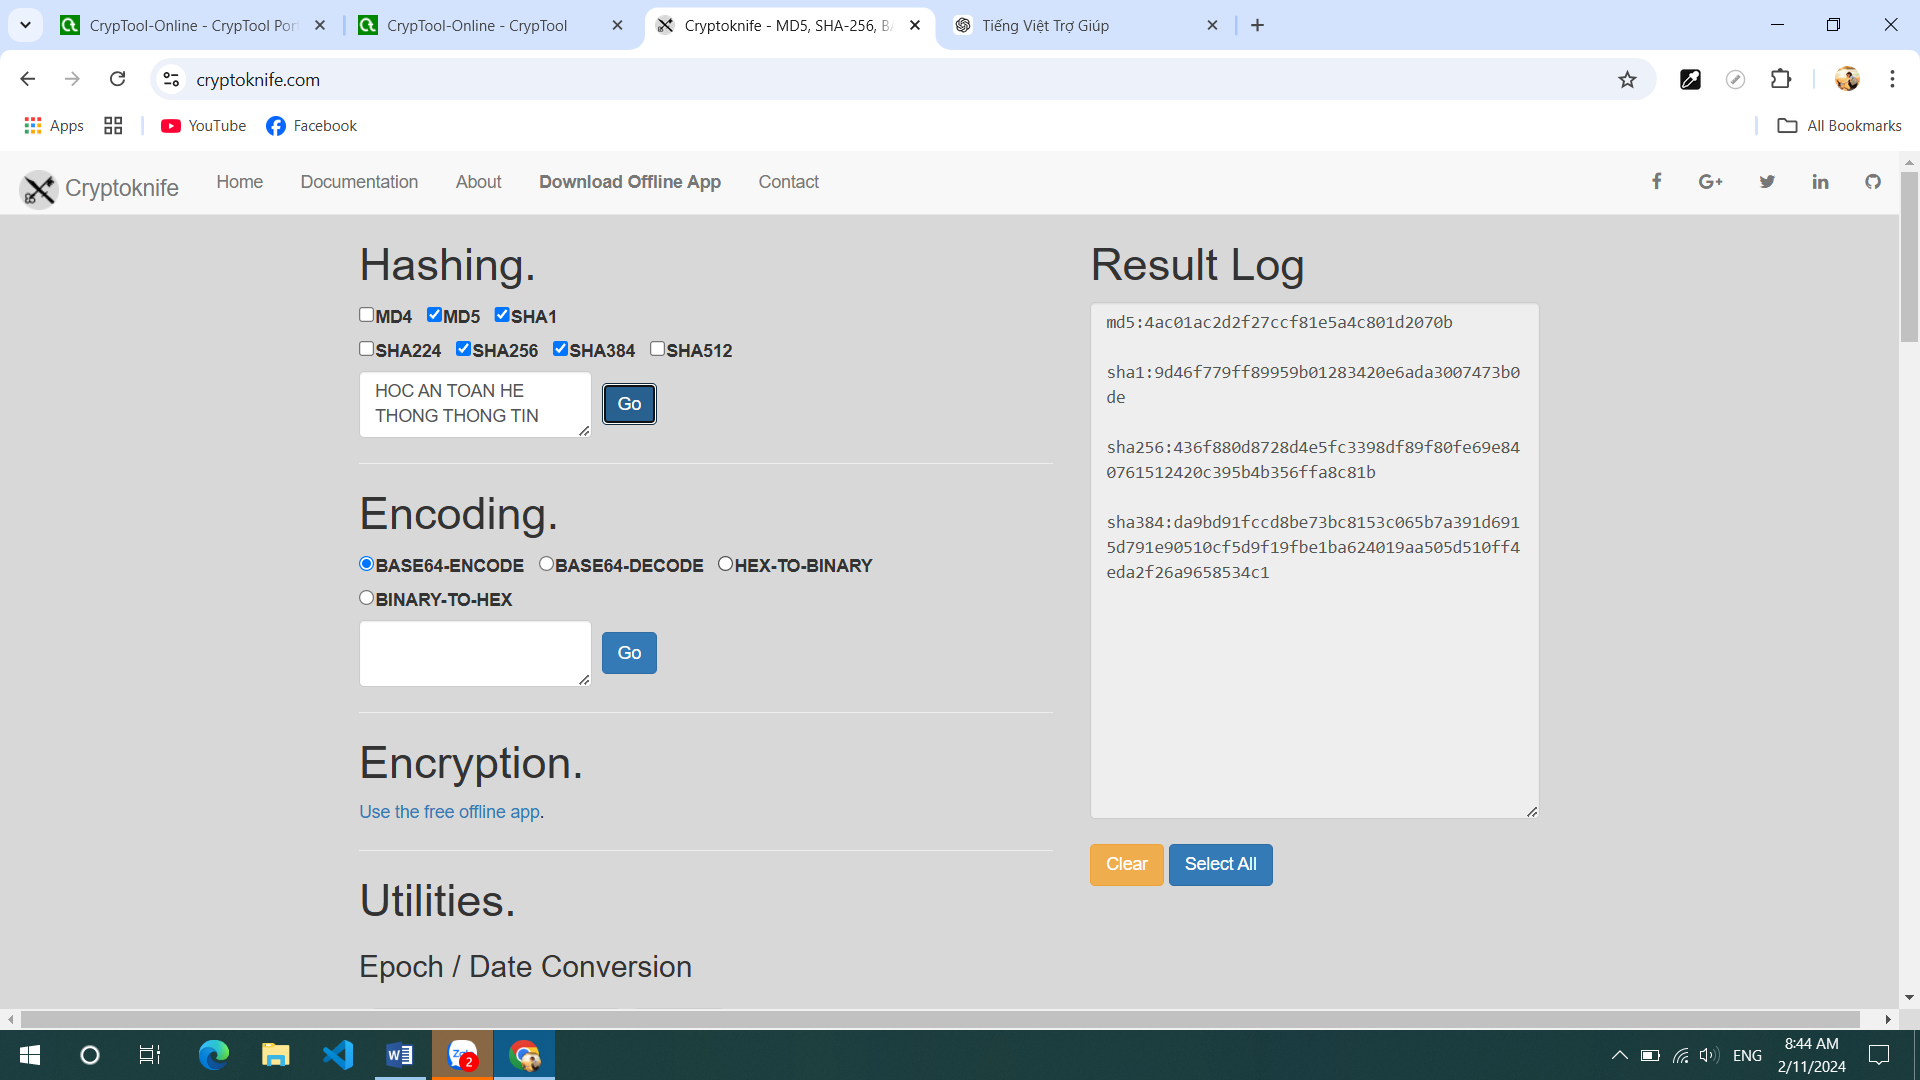 CrypTool-Online - CrypTool Por
CrypTool-Online - CrypTool
Cryptoknife - MD5, SHA-256, BA
Tiếng Việt Trợ Giúp
cryptoknife.com
Apps
YouTube
Facebook
All Bookmarks
Cryptoknife
Home
Documentation
About
Download Offline App
Contact
Hashing.
MD4 MD5 SHA1
SHA224 SHA256 SHA384 SHA512
HOC AN TOAN HE
THONG THONG TIN
Go
Encoding.
BASE64-ENCODE BASE64-DECODE HEX-TO-BINARY
BINARY-TO-HEX
Go
Encryption.
Use the free offline app.
Utilities.
Epoch / Date Conversion
Result Log
md5:4ac01ac2d2f27ccf81e5a4c801d2070b
sha1:9d46f779ff89959b01283420e6ada3007473b0
de
sha256:436f880d8728d4e5fc3398df89f80fe69e84
0761512420c395b4b356ffa8c81b
sha384:da9bd91fccd8be73bc8153c065b7a391d691
5d791e90510cf5d9f19fbe1ba624019aa505d510ff4
eda2f26a9658534c1
Clear
Select All
2
ENG
8:44 AM
2/11/2024